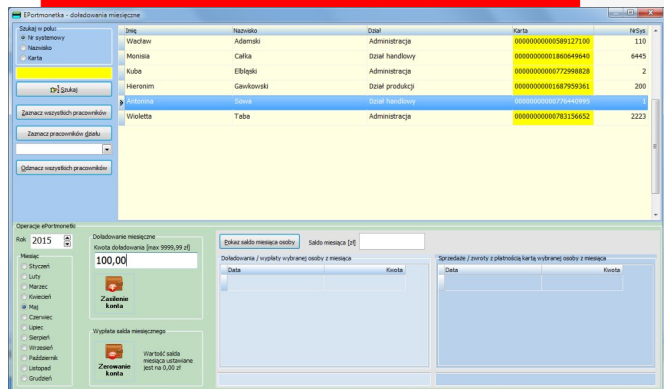 EPortmonetka - doładowania miesięczne
Szukaj w polu:
Nr systemowy
Nazwisko
Karta
Szukaj
Zaznacz wszystkich pracowników
Zaznacz pracowników działu
Odznacz wszystkich pracowników
Imię Nazwisko Dział Karta NrSys
Wacław Adamski Administracja 00000000000589127100 110
Monisia Całka Dział handlowy 00000000001860649640 6445
Kuba Elbląski Administracja 00000000000772998828 2
Hieronim Gawkowski Dział produkcji 00000000001687959361 200
Antonina Sowa Dział handlowy 00000000000776440995 1
Wioletta Taba Administracja 00000000000783156652 2223
Operacje ePortmonetki
Rok 2015
Miesiąc
Styczeń
Luty
Marzec
Kwiecień
Maj
Czerwiec
Lipiec
Sierpień
Wrzesień
Październik
Listopad
Grudzień
Doładowanie miesięczne
Kwota doładowania [max 9999,99 zł]
100,00
Zasilenie
konta
Wypłata salda miesięcznego
Zerowanie
konta
Wartość salda
miesiąca ustawiane
jest na 0,00 zł
Pokaż saldo miesiąca osoby Saldo miesiąca [zł]
Doładowania / wypłaty wybranej osoby z miesiąca
Data Kwota
Sprzedaże / zwroty z płatnością kartą wybranej osoby z miesiąca
Data Kwota